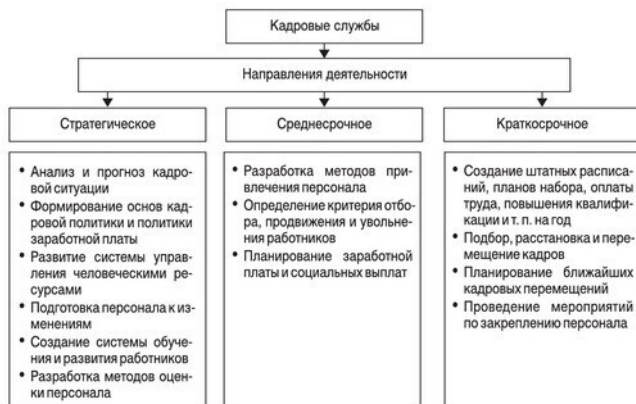 Кадровые службы
Направления деятельности
Стратегическое
• Анализ и прогноз кадр-
овой ситуации
• Формирование основ кад-
ровой политики и политики
заработной платы
• Развитие системы управ-
ления человеческими ре-
сурсами
• Подготовка персонала к из-
менениям
• Создание системы обуче-
ния и развития работников
• Разработка методов оцен-
ки персонала
Среднесрочное
• Разработка методов при-
влечения персонала
• Определение критерия отбо-
ра, продвижения и увольне-
ния работников
• Планирование заработной
платы и социальных выплат
Краткосрочное
• Создание штатных расписа-
ний, планов набора, оплаты
труда, повышения квалифи-
кации и т. п. на год
• Подбор, расстановка и пере-
мещение кадров
• Планирование ближайших
кадровых перемещений
• Проведение мероприятий
по закреплению персонала